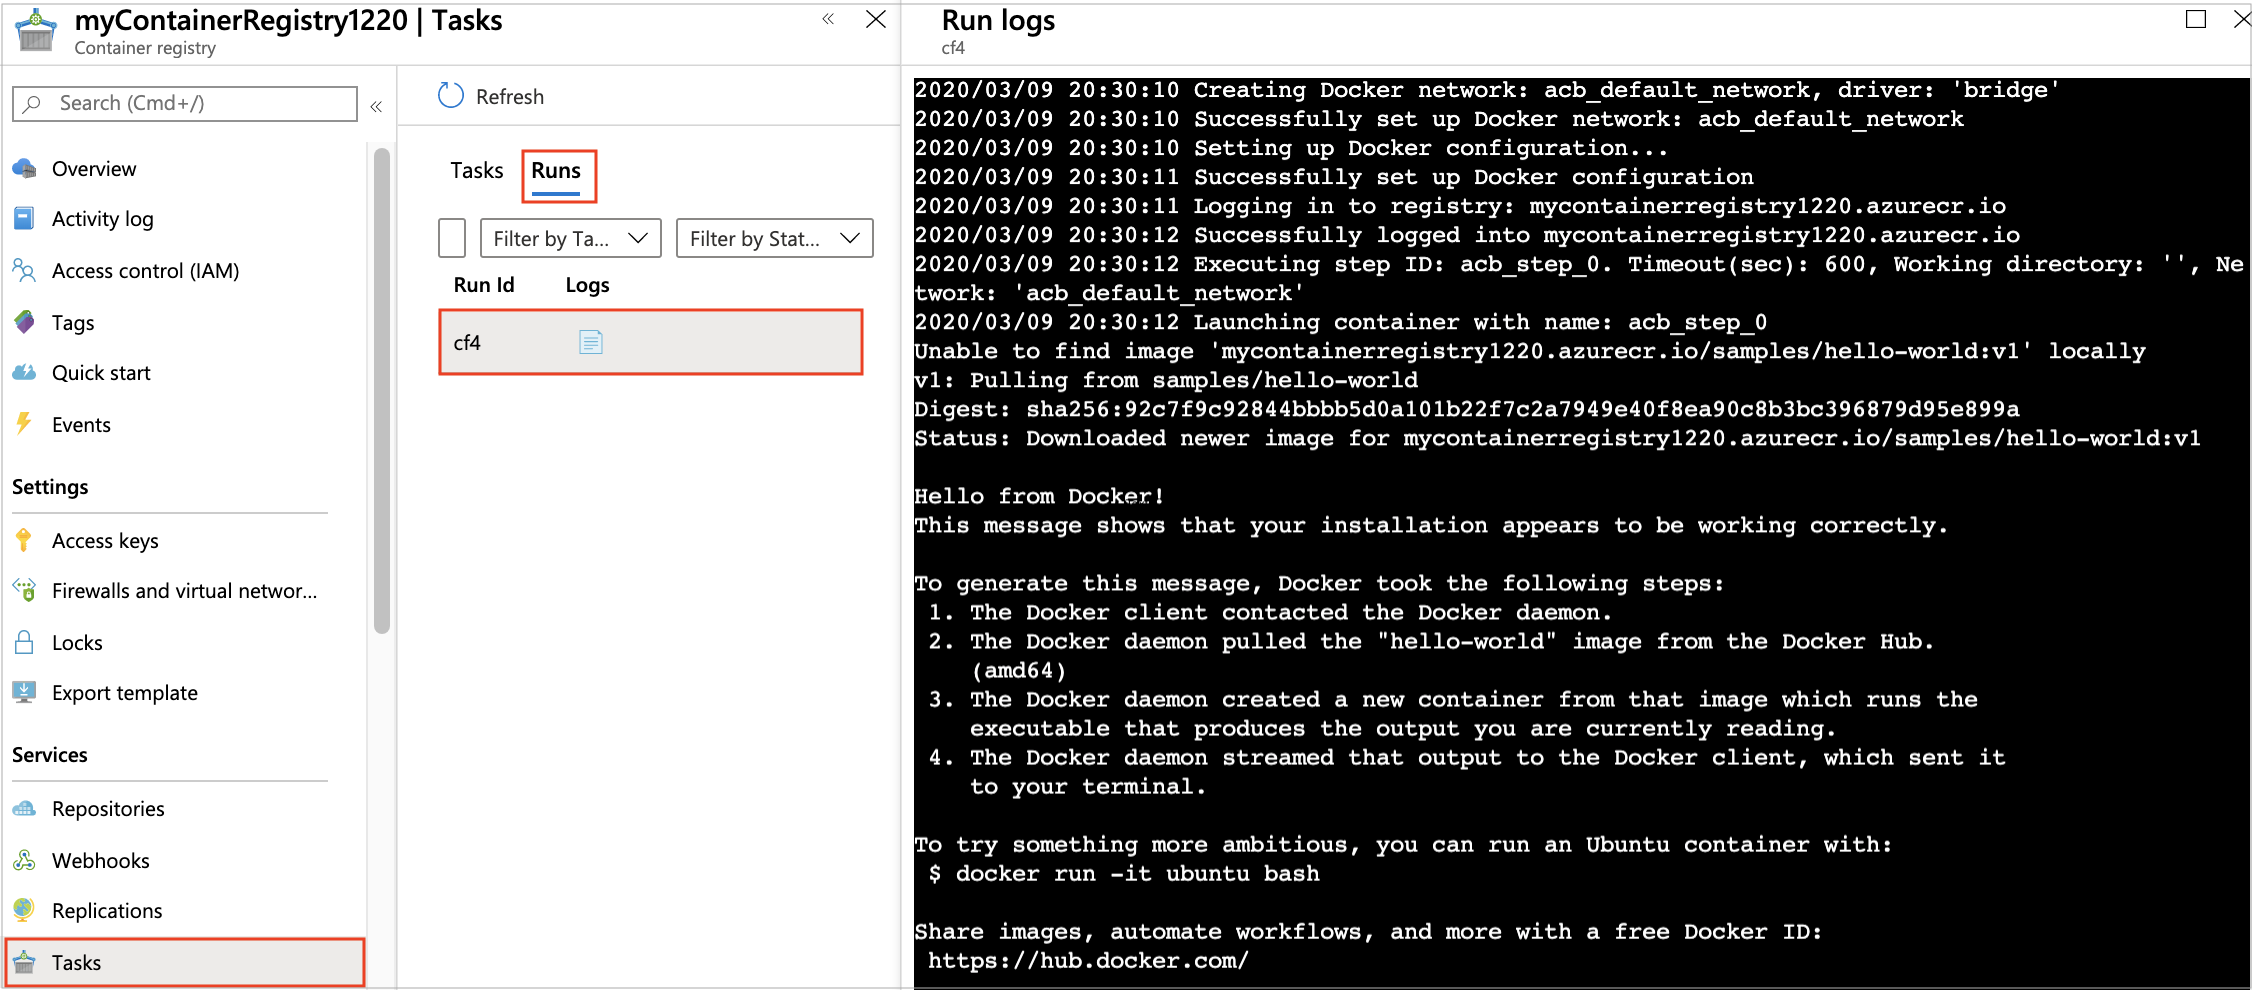 myContainerRegistry1220 | Tasks
Container registry
Search (Cmd+/)
Overview
Activity log
Access control (IAM)
Tags
Quick start
Events
Settings
Access keys
Firewalls and virtual networ...
Locks
Export template
Services
Repositories
Webhooks
Replications
Tasks
Refresh
Tasks Runs
Filter by Ta... Filter by Stat...
Run Id Logs
cf4
Run logs
cf4
2020/03/09 20:30:10 Creating Docker network: acb_default_network, driver: 'bridge'
2020/03/09 20:30:10 Successfully set up Docker network: acb_default_network
2020/03/09 20:30:10 Setting up Docker configuration...
2020/03/09 20:30:11 Successfully set up Docker configuration
2020/03/09 20:30:11 Logging in to registry: mycontainerregistry1220.azurecr.io
2020/03/09 20:30:12 Successfully logged into mycontainerregistry1220.azurecr.io
2020/03/09 20:30:12 Executing step ID: acb_step_0. Timeout(sec): 600, Working directory: '', Ne
twork: 'acb_default_network'
2020/03/09 20:30:12 Launching container with name: acb_step_0
Unable to find image 'mycontainerregistry1220.azurecr.io/samples/hello-world:v1' locally
v1: Pulling from samples/hello-world
Digest: sha256:92c7f9c92844bbbb5d0a101b22f7c2a7949e40f8ea90c8b3bc396879d95e899a
Status: Downloaded newer image for mycontainerregistry1220.azurecr.io/samples/hello-world:v1
Hello from Docker!
This message shows that your installation appears to be working correctly.
To generate this message, Docker took the following steps:
1. The Docker client contacted the Docker daemon.
2. The Docker daemon pulled the "hello-world" image from the Docker Hub.
(amd64)
3. The Docker daemon created a new container from that image which runs the
executable that produces the output you are currently reading.
4. The Docker daemon streamed that output to the Docker client, which sent it
to your terminal.
To try something more ambitious, you can run an Ubuntu container with:
$ docker run -it ubuntu bash
Share images, automate workflows, and more with a free Docker ID:
https://hub.docker.com/